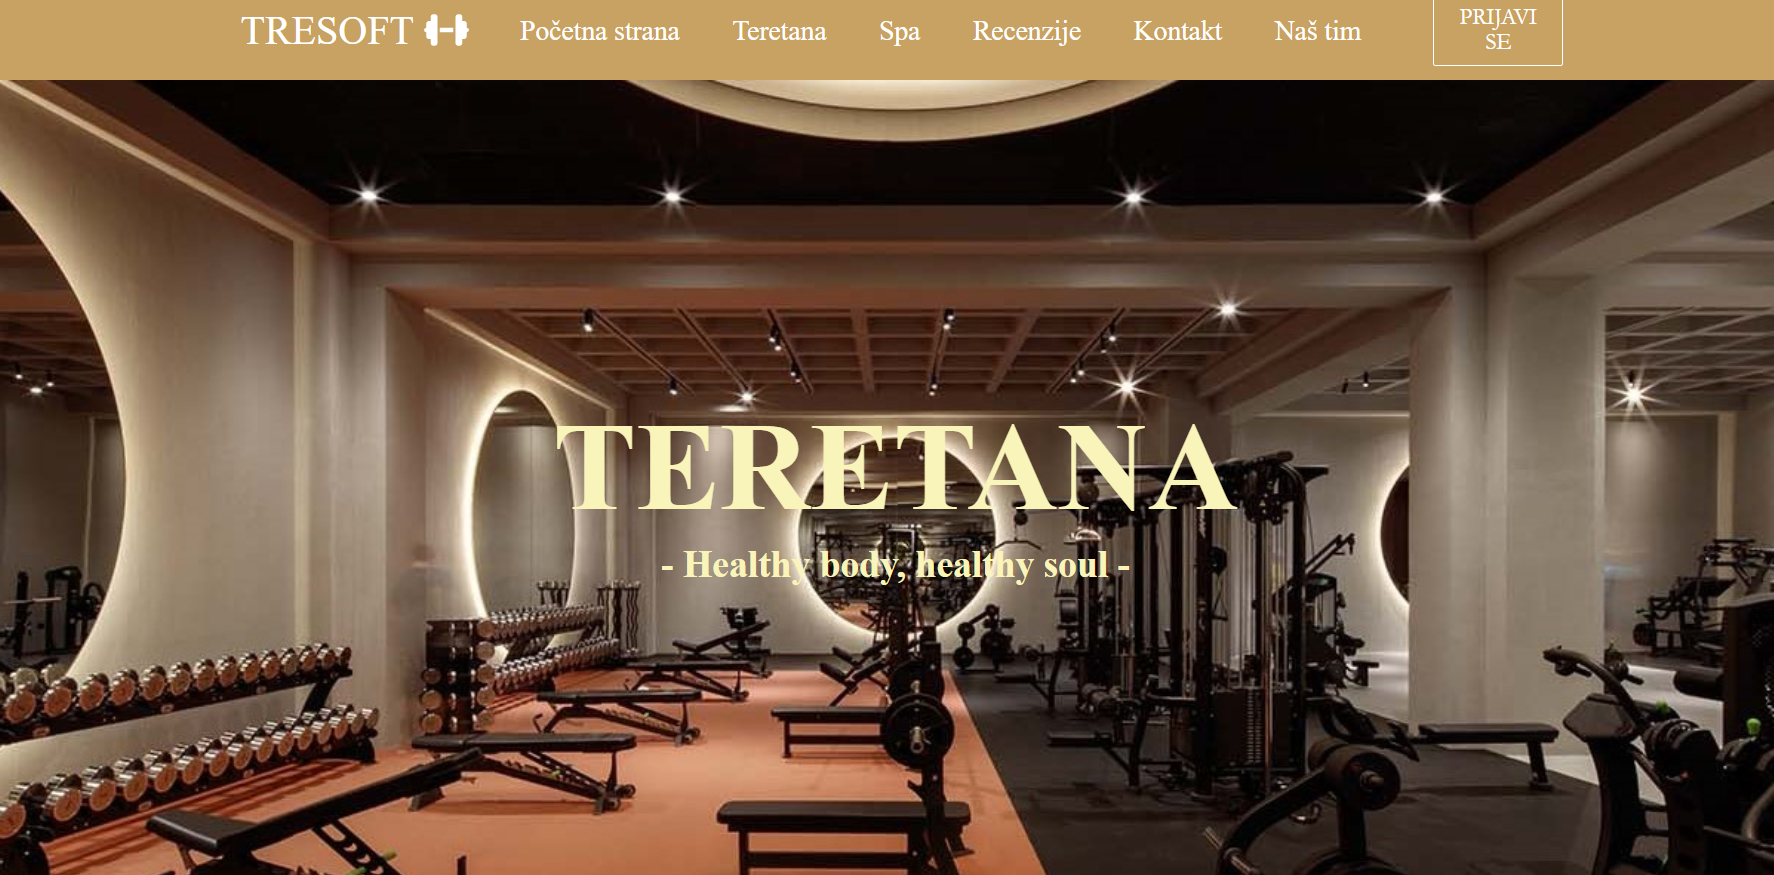 TRESOFT
Početna strana
Teretana
Spa
Recenzije
Kontakt
Naš tim
PRIJAVI
SE
TERETANA
- Healthy body, healthy soul -